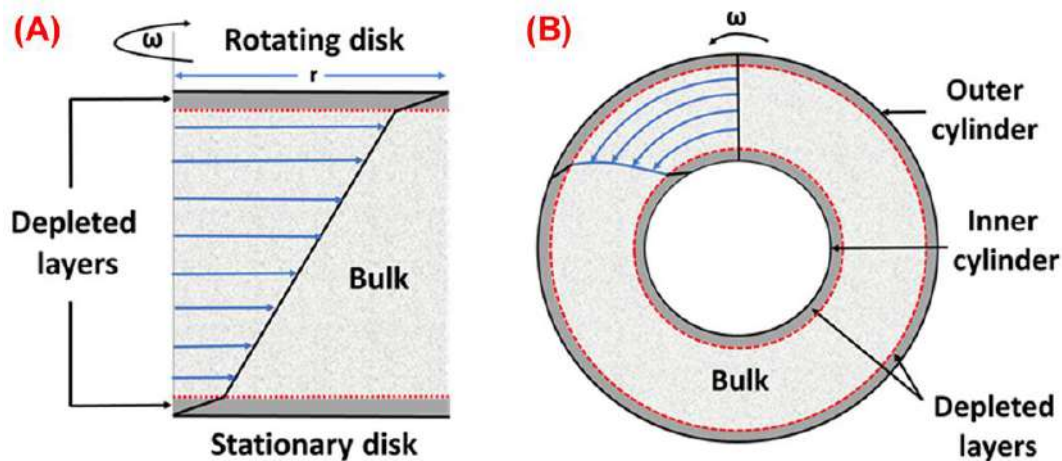 (A)
ω
Rotating disk
r
Depleted
layers
Bulk
Stationary disk
(B)
ω
Outer
cylinder
Inner
cylinder
Bulk
Depleted
layers